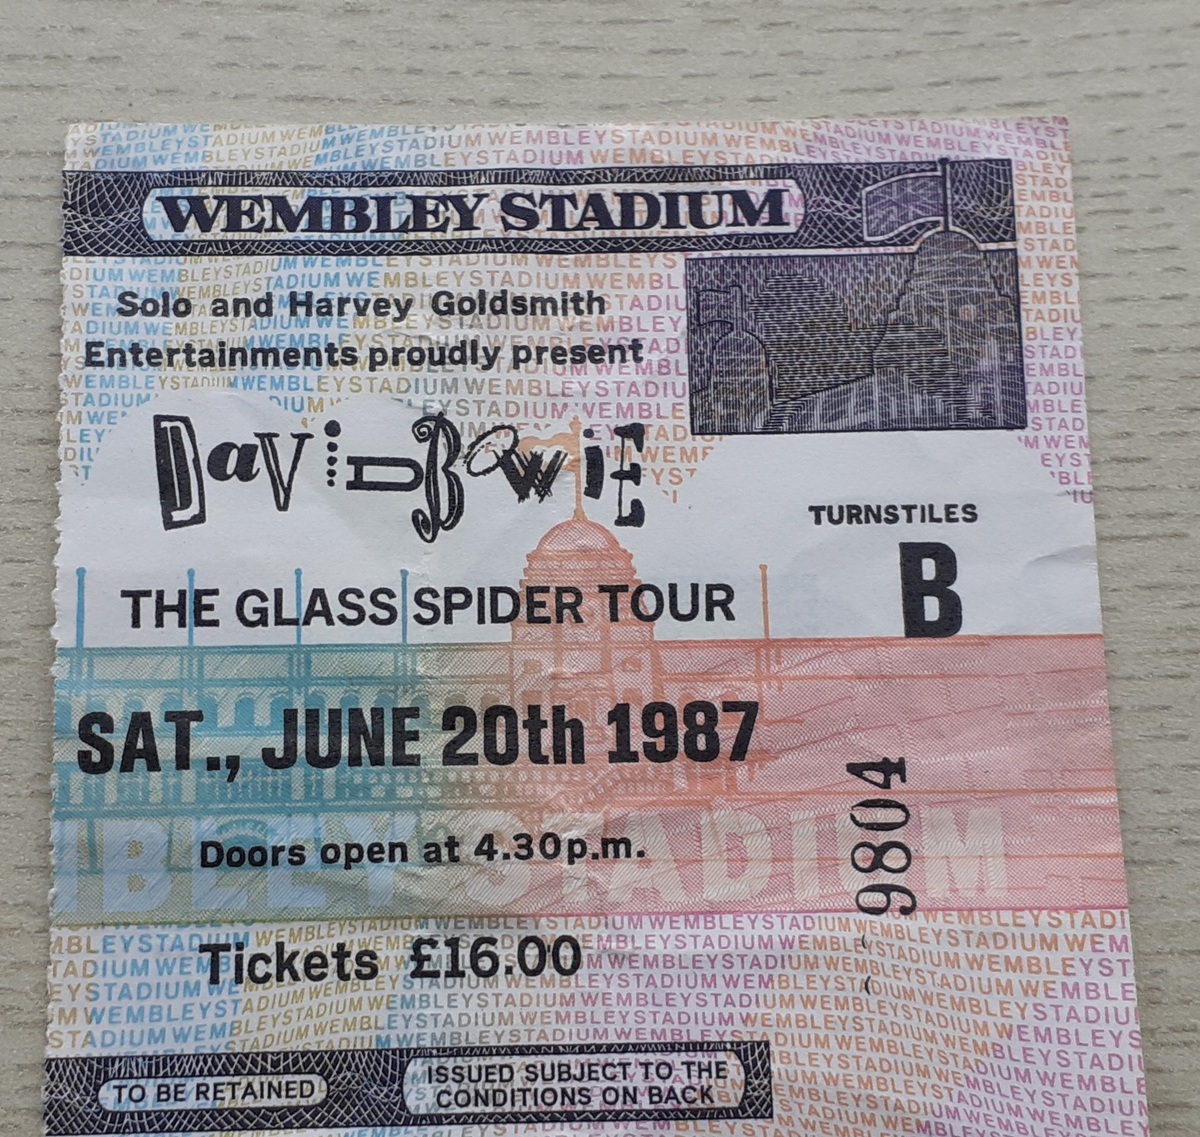 WEMBLEY STADIUM
Solo and Harvey Goldsmith
Entertainments proudly present
DaviD BowiE
TURNSTILES
B
THE GLASS SPIDER TOUR
SAT., JUNE 20th 1987
9804
Doors open at 4.30p.m.
BLEY STADIUM
Tickets £16.00
TO BE RETAINED
ISSUED SUBJECT TO THE
CONDITIONS ON BACK